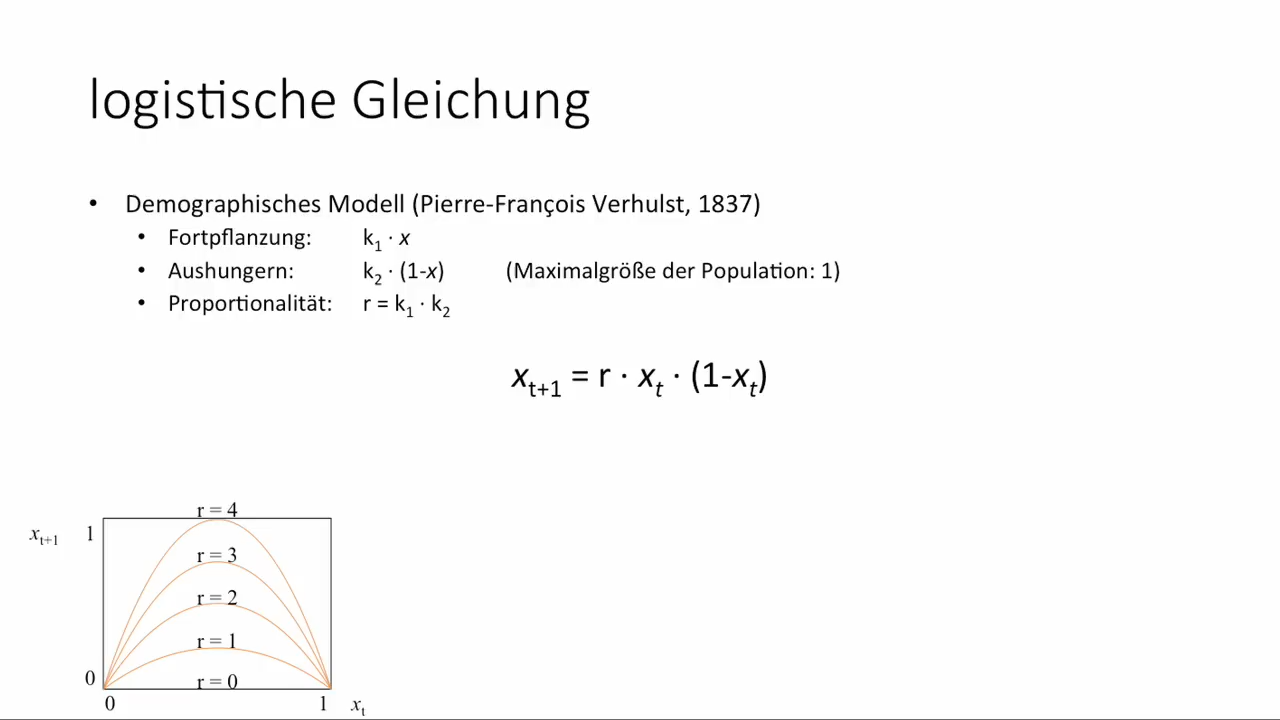 logistische Gleichung
• Demographisches Modell (Pierre-François Verhulst, 1837)
• Fortpflanzung: k₁ · x
• Aushungern: k₂ · (1-x) (Maximalgröße der Population: 1)
• Proportionalität: r = k₁ · k₂
xₜ₊₁ = r · xₜ · (1-xₜ)
r = 4
xₜ₊₁ 1
r = 3
r = 2
r = 1
0 r = 0
0 1 xₜ